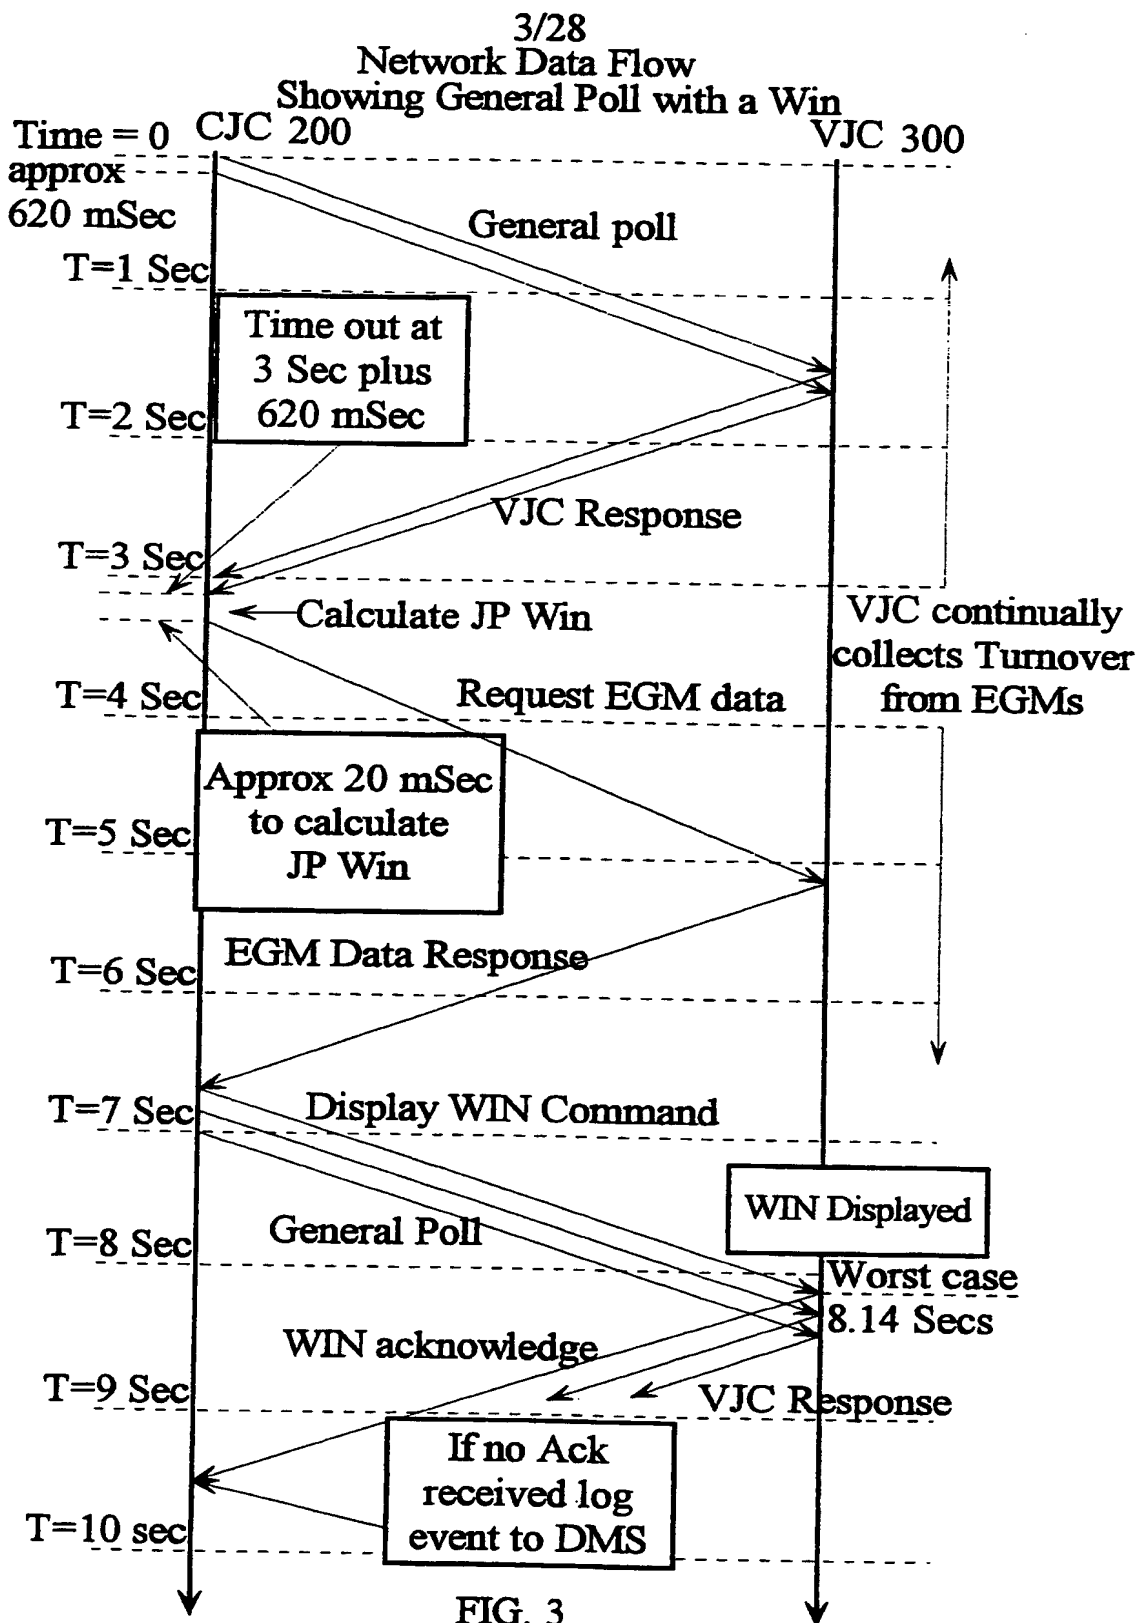 3/28
Network Data Flow
Showing General Poll with a Win
Time = 0
CJC 200
VJC 300
approx
620 mSec
General poll
T=1 Sec
Time out at
3 Sec plus
620 mSec
T=2 Sec
VJC Response
T=3 Sec
Calculate JP Win
VJC continually
collects Turnover
from EGMs
T=4 Sec
Request EGM data
Approx 20 mSec
to calculate
JP Win
T=5 Sec
EGM Data Response
T=6 Sec
T=7 Sec
Display WIN Command
WIN Displayed
General Poll
T=8 Sec
Worst case
8.14 Secs
WIN acknowledge
T=9 Sec
VJC Response
If no Ack
received log
event to DMS
T=10 sec
FIG. 3